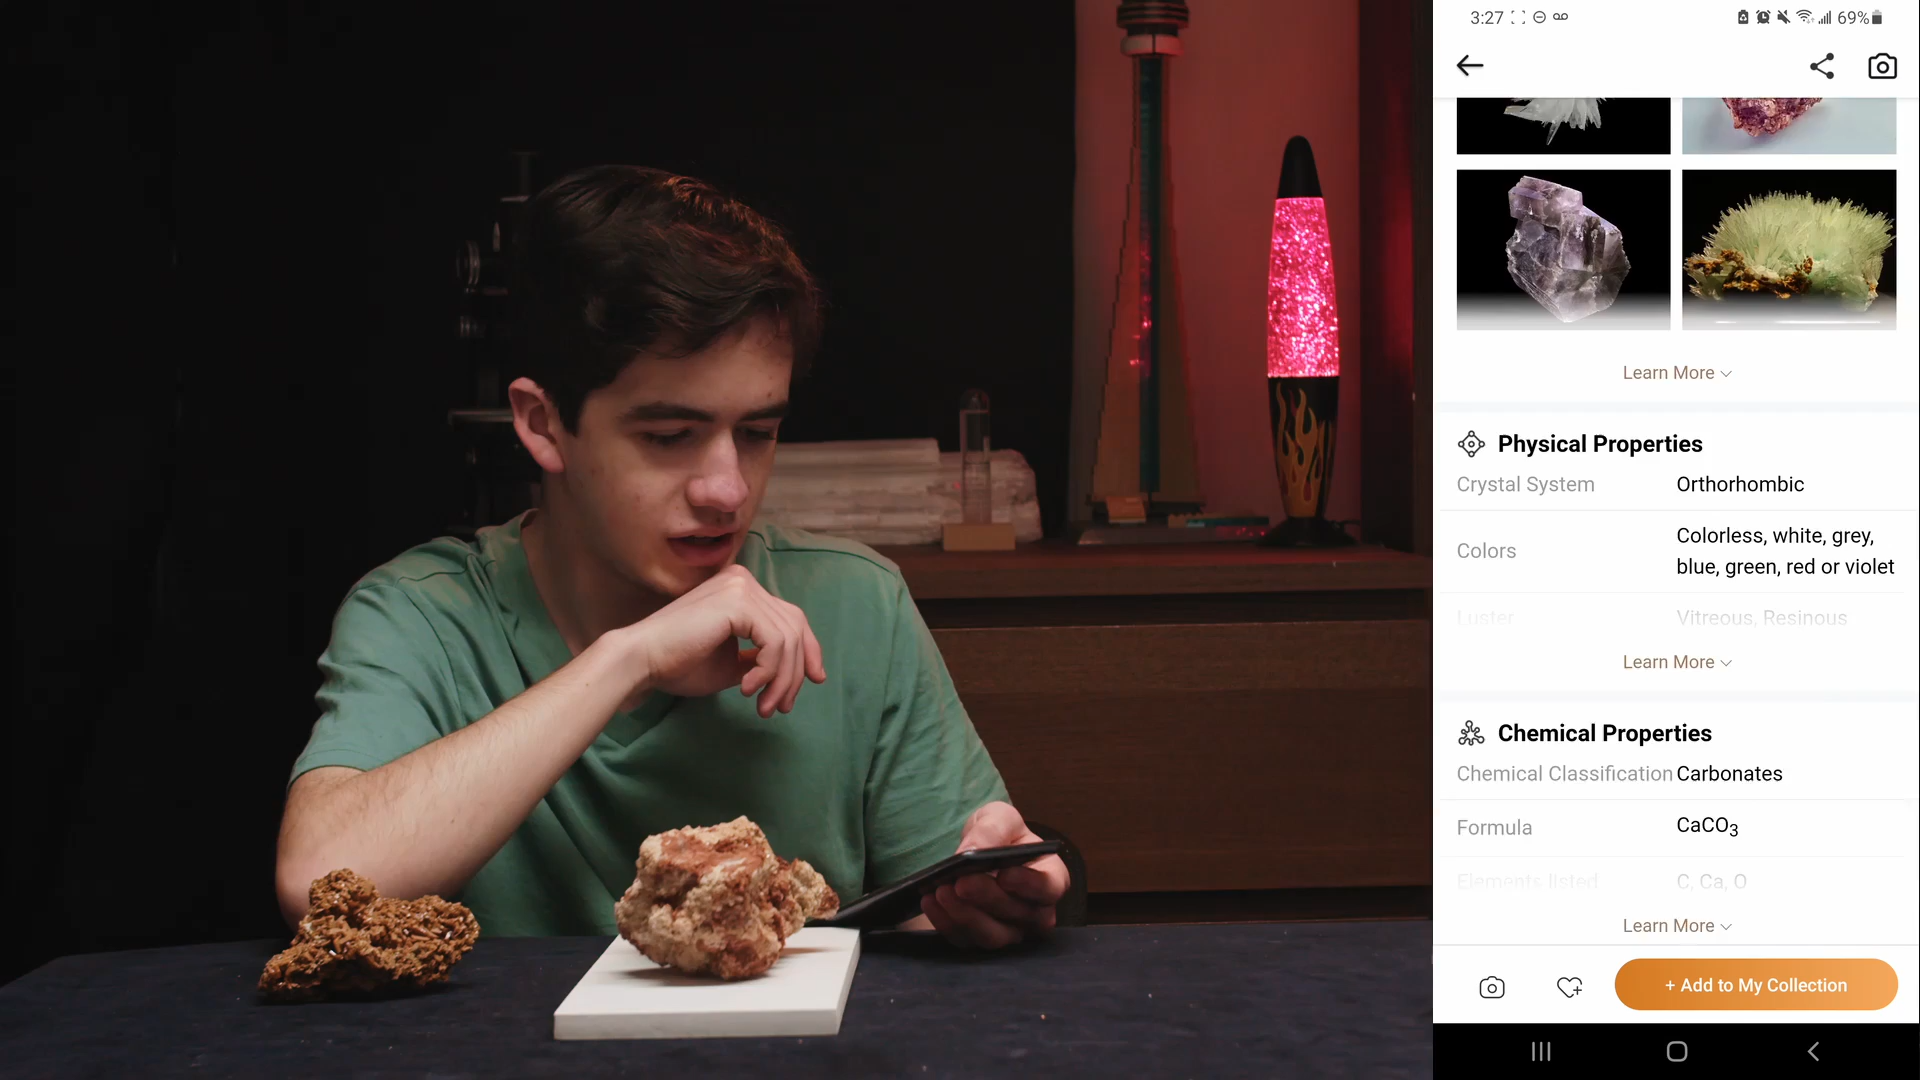 3:27
69%
Learn More
Physical Properties
Crystal System Orthorhombic
Colors Colorless, white, grey, blue, green, red or violet
Luster Vitreous, Resinous
Learn More
Chemical Properties
Chemical Classification Carbonates
Formula CaCO3
Elements listed C, Ca, O
Learn More
+ Add to My Collection